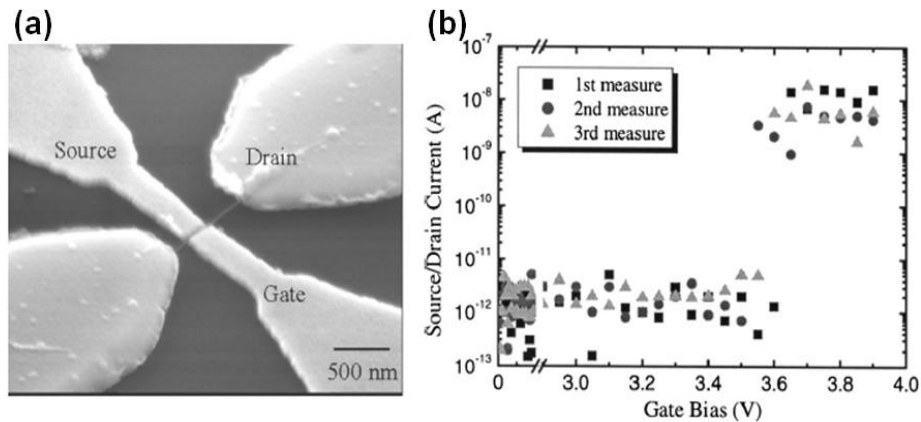 (a)
Source
Drain
Gate
500 nm
(b)
Source/Drain Current (A)
10⁻⁷
10⁻⁸
10⁻⁹
10⁻¹⁰
10⁻¹¹
10⁻¹²
10⁻¹³
1st measure
2nd measure
3rd measure
0 3.0 3.2 3.4 3.6 3.8 4.0
Gate Bias (V)